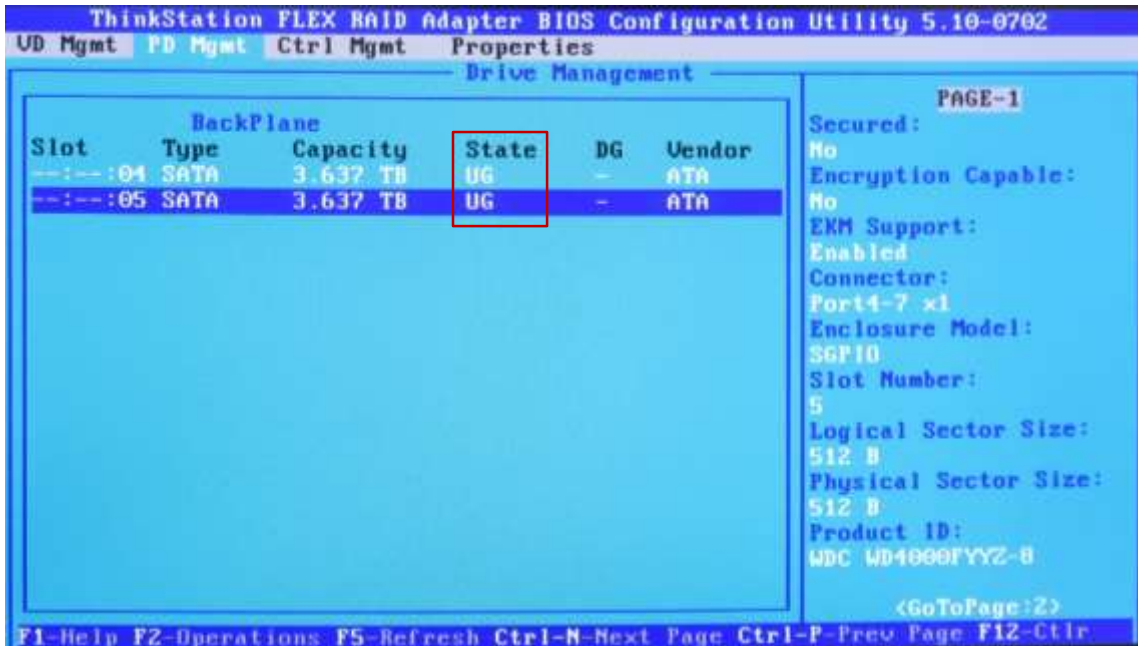 ThinkStation FLEX RAID Adapter BIOS Configuration Utility 5.10-0702
VD Mgmt PD Mgmt Ctrl Mgmt Properties
Drive Management
BackPlane
Slot Type Capacity State DG Vendor
--:--:04 SATA 3.637 TB UG - ATA
--:--:05 SATA 3.637 TB UG - ATA
PAGE-1
Secured:
No
Encryption Capable:
No
EKM Support:
Enabled
Connector:
Port4-7 x1
Enclosure Model:
SGPIO
Slot Number:
5
Logical Sector Size:
512 B
Physical Sector Size:
512 B
Product ID:
WDC WD4000FYYZ-0
<GoToPage:2>
F1-Help F2-Operations F5-Refresh Ctrl-N-Next Page Ctrl-P-Prev Page F12-Ctlr